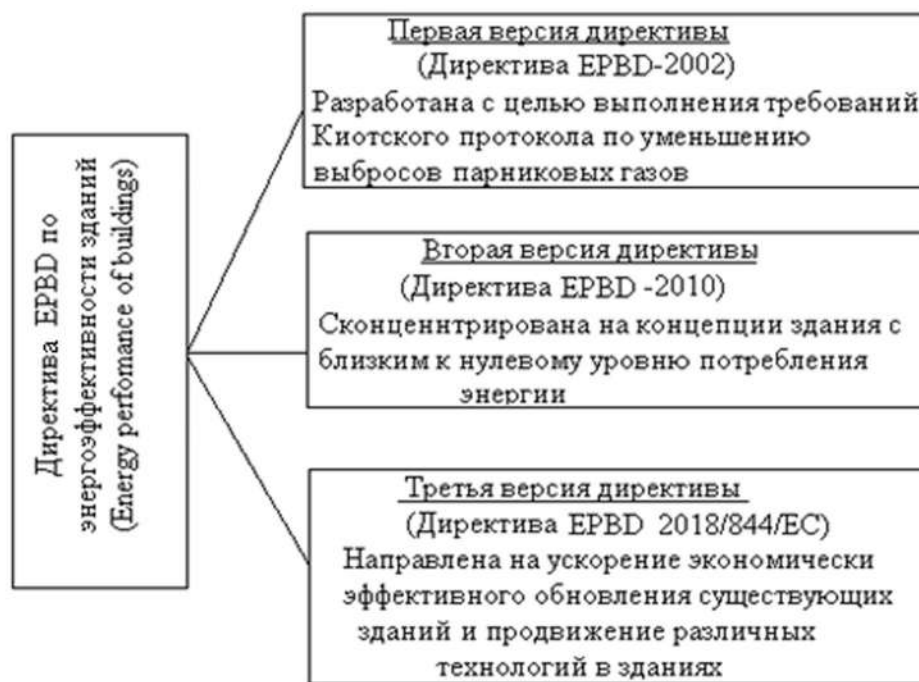 Директива EPBD по
энергоэффективности зданий
(Energy perfomance of buildings)
Первая версия директивы
(Директива EPBD-2002)
Разработана с целью выполнения требований
Киотского протокола по уменьшению
выбросов парниковых газов
Вторая версия директивы
(Директива EPBD -2010)
Сконценнтрирована на концепции здания с
близким к нулевому уровню потребления
энергии
Третья версия директивы
(Директива EPBD 2018/844/EC)
Направлена на ускорение экономически
эффективного обновления существующих
зданий и продвижение различных
технологий в зданиях